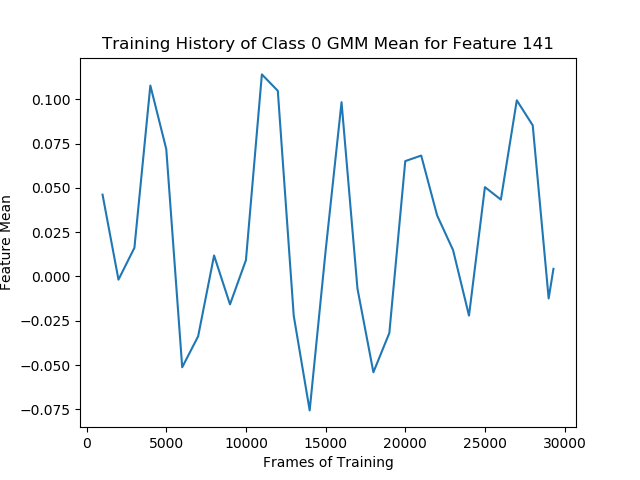 Training History of Class 0 GMM Mean for Feature 141
Feature Mean
0.100
0.075
0.050
0.025
0.000
−0.025
−0.050
−0.075
0 5000 10000 15000 20000 25000 30000
Frames of Training